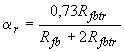 α_r = 0,73R_fbtr / (R_fb + 2R_fbtr)